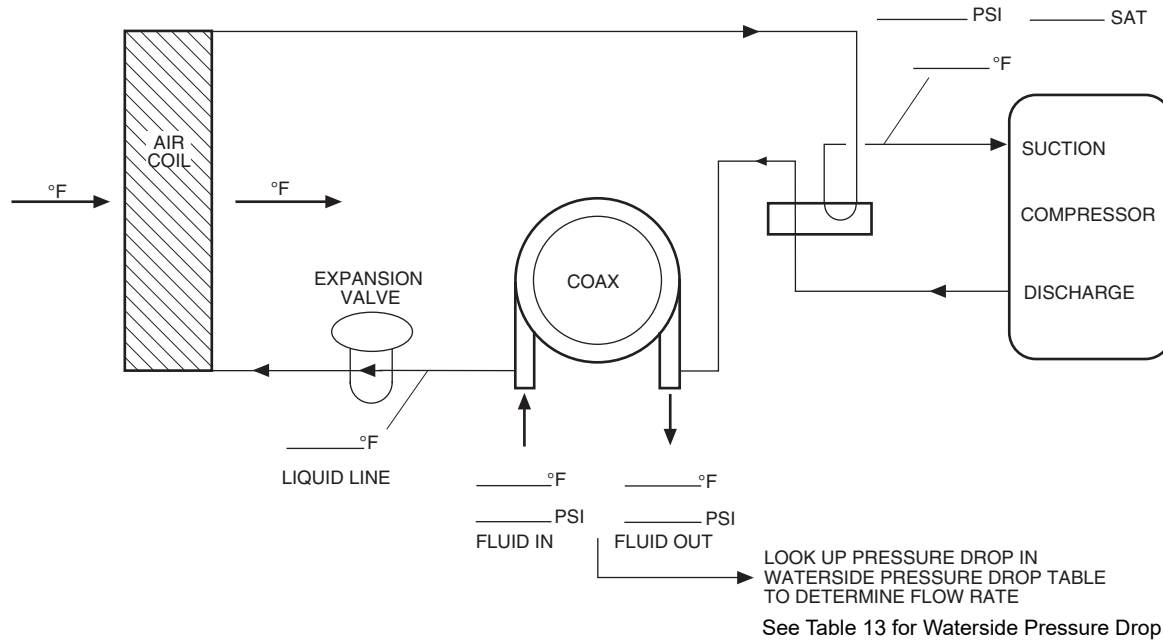 PSI SAT
°F
AIR
COIL
SUCTION
°F
°F
COMPRESSOR
EXPANSION
VALVE
COAX
DISCHARGE
°F
LIQUID LINE
°F °F
PSI PSI
FLUID IN FLUID OUT
LOOK UP PRESSURE DROP IN
WATERSIDE PRESSURE DROP TABLE
TO DETERMINE FLOW RATE
See Table 13 for Waterside Pressure Drop